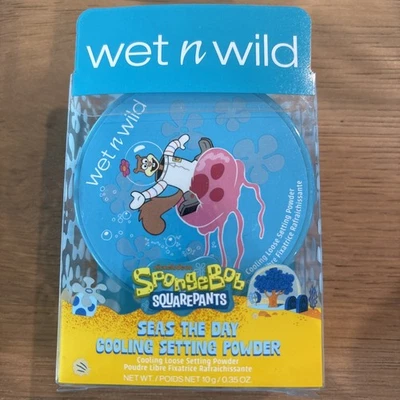 wet n wild
wet n wild
Cooling Loose Setting Powder
Poudre Libre Fixatrice Rafraîchissante
nickelodeon
SpongeBob
SQUAREPANTS
SEAS THE DAY
COOLING SETTING POWDER
Cooling Loose Setting Powder
Poudre Libre Fixatrice Rafraîchissante
NET WT. / POIDS NET 10 g / 0.35 OZ.